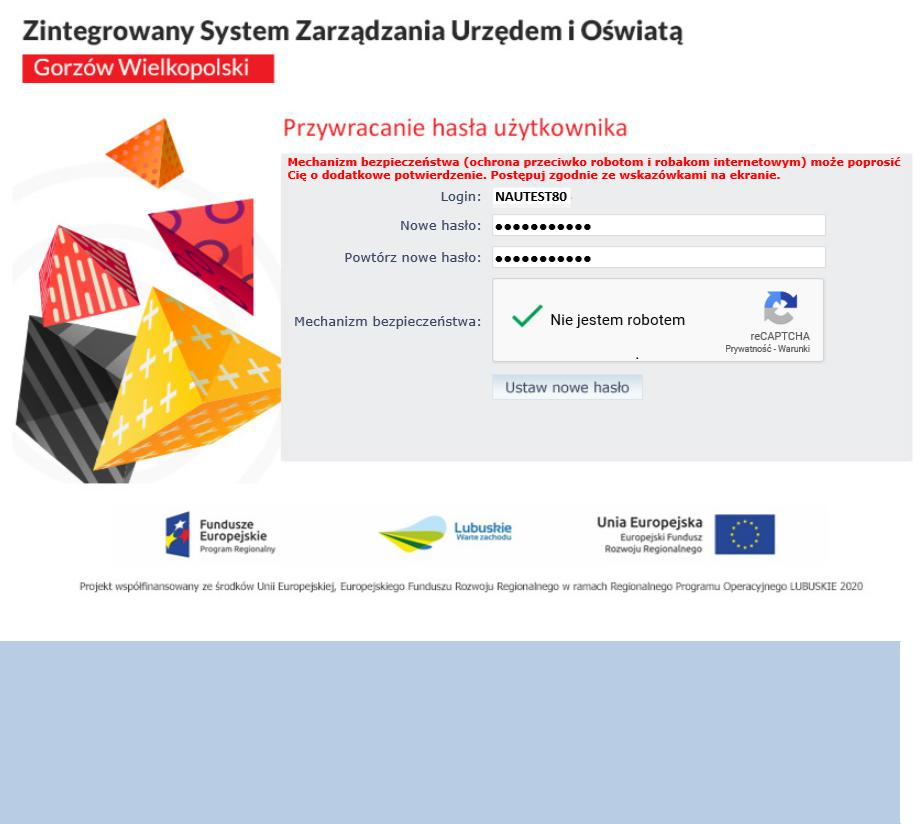 Zintegrowany System Zarządzania Urzędem i Oświatą
Gorzów Wielkopolski
Przywracanie hasła użytkownika
Mechanizm bezpieczeństwa (ochrona przeciwko robotom i robakom internetowym) może poprosić
Cię o dodatkowe potwierdzenie. Postępuj zgodnie ze wskazówkami na ekranie.
Login: NAUTEST80
Nowe hasło: ●●●●●●●●●●●
Powtórz nowe hasło: ●●●●●●●●●●●
Mechanizm bezpieczeństwa: Nie jestem robotem
reCAPTCHA
Prywatność - Warunki
Ustaw nowe hasło
Fundusze
Europejskie
Program Regionalny
Lubuskie
Warte zachodu
Unia Europejska
Europejski Fundusz
Rozwoju Regionalnego
Projekt współfinansowany ze środków Unii Europejskiej, Europejskiego Funduszu Rozwoju Regionalnego w ramach Regionalnego Programu Operacyjnego LUBUSKIE 2020